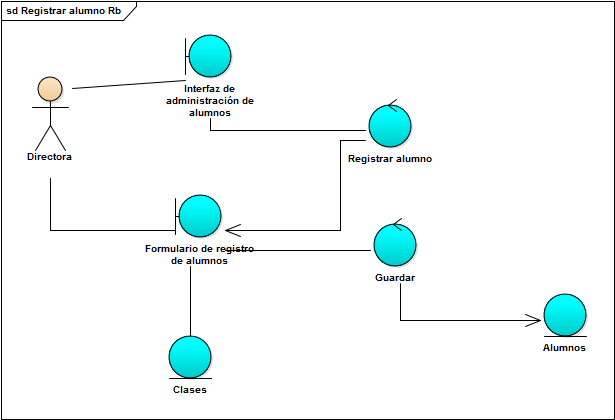 sd Registrar alumno Rb
Interfaz de
administración de
alumnos
Directora
Registrar alumno
Formulario de registro
de alumnos
Guardar
Alumnos
Clases